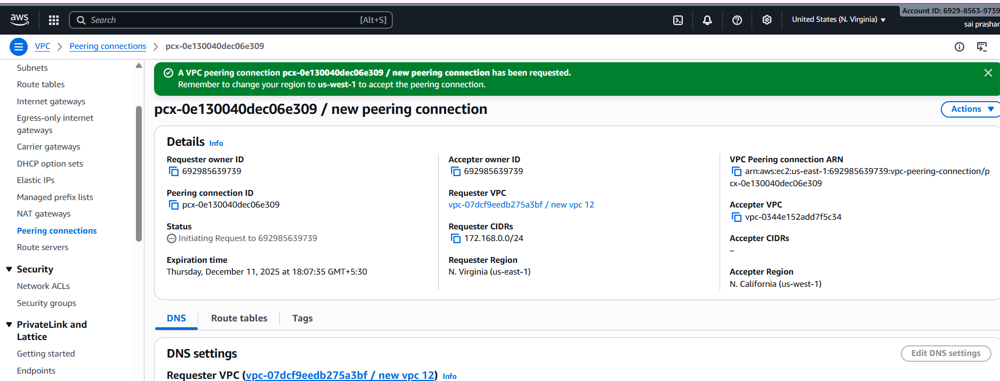 aws
Search
[Alt+S]
United States (N. Virginia)
Account ID: 6929-8563-9739
sai prashan
VPC
Peering connections
pcx-0e130040dec06e309
Subnets
Route tables
Internet gateways
Egress-only internet
gateways
Carrier gateways
DHCP option sets
Elastic IPs
Managed prefix lists
NAT gateways
Peering connections
Route servers
Security
Network ACLs
Security groups
PrivateLink and
Lattice
Getting started
Endpoints
A VPC peering connection pcx-0e130040dec06e309 / new peering connection has been requested.
Remember to change your region to us-west-1 to accept the peering connection.
pcx-0e130040dec06e309 / new peering connection
Actions
Details Info
Requester owner ID
692985639739
Peering connection ID
pcx-0e130040dec06e309
Status
Initiating Request to 692985639739
Expiration time
Thursday, December 11, 2025 at 18:07:35 GMT+5:30
Accepter owner ID
692985639739
Requester VPC
vpc-07dcf9eedb275a3bf / new vpc 12
Requester CIDRs
172.168.0.0/24
Requester Region
N. Virginia (us-east-1)
VPC Peering connection ARN
arn:aws:ec2:us-east-1:692985639739:vpc-peering-connection/p
cx-0e130040dec06e309
Accepter VPC
vpc-0344e152add7f5c34
Accepter CIDRs
–
Accepter Region
N. California (us-west-1)
DNS
Route tables
Tags
DNS settings
Edit DNS settings
Requester VPC (vpc-07dcf9eedb275a3bf / new vpc 12) Info